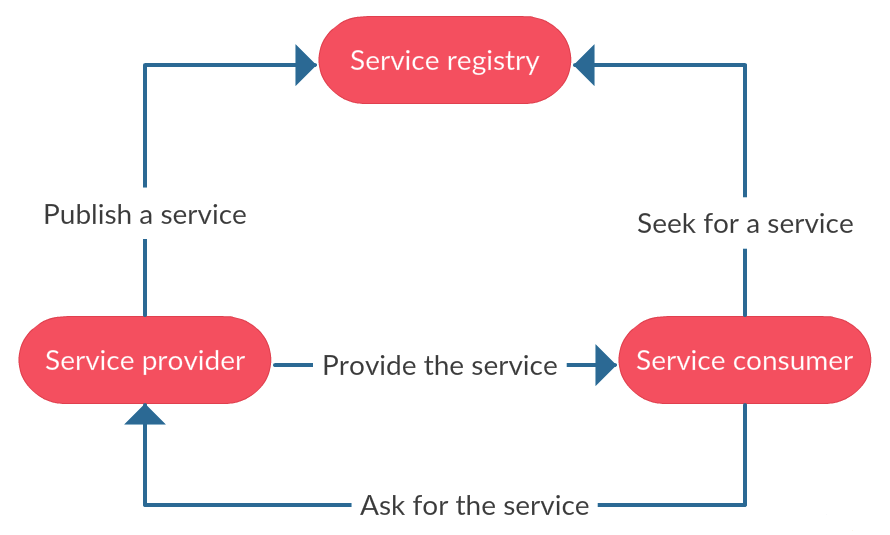 Service registry
Publish a service
Seek for a service
Service provider
Provide the service
Service consumer
Ask for the service